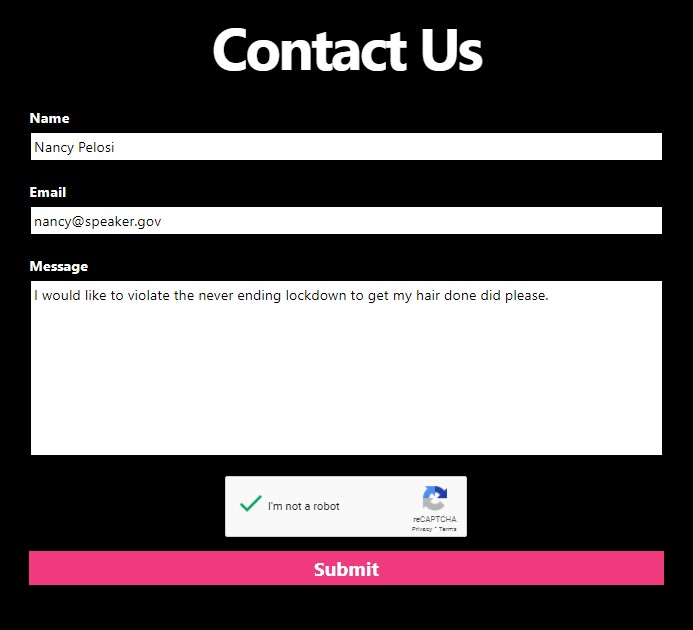 Contact Us
Name
Nancy Pelosi
Email
nancy@speaker.gov
Message
I would like to violate the never ending lockdown to get my hair done did please.
I'm not a robot
reCAPTCHA
Privacy * Terms
Submit